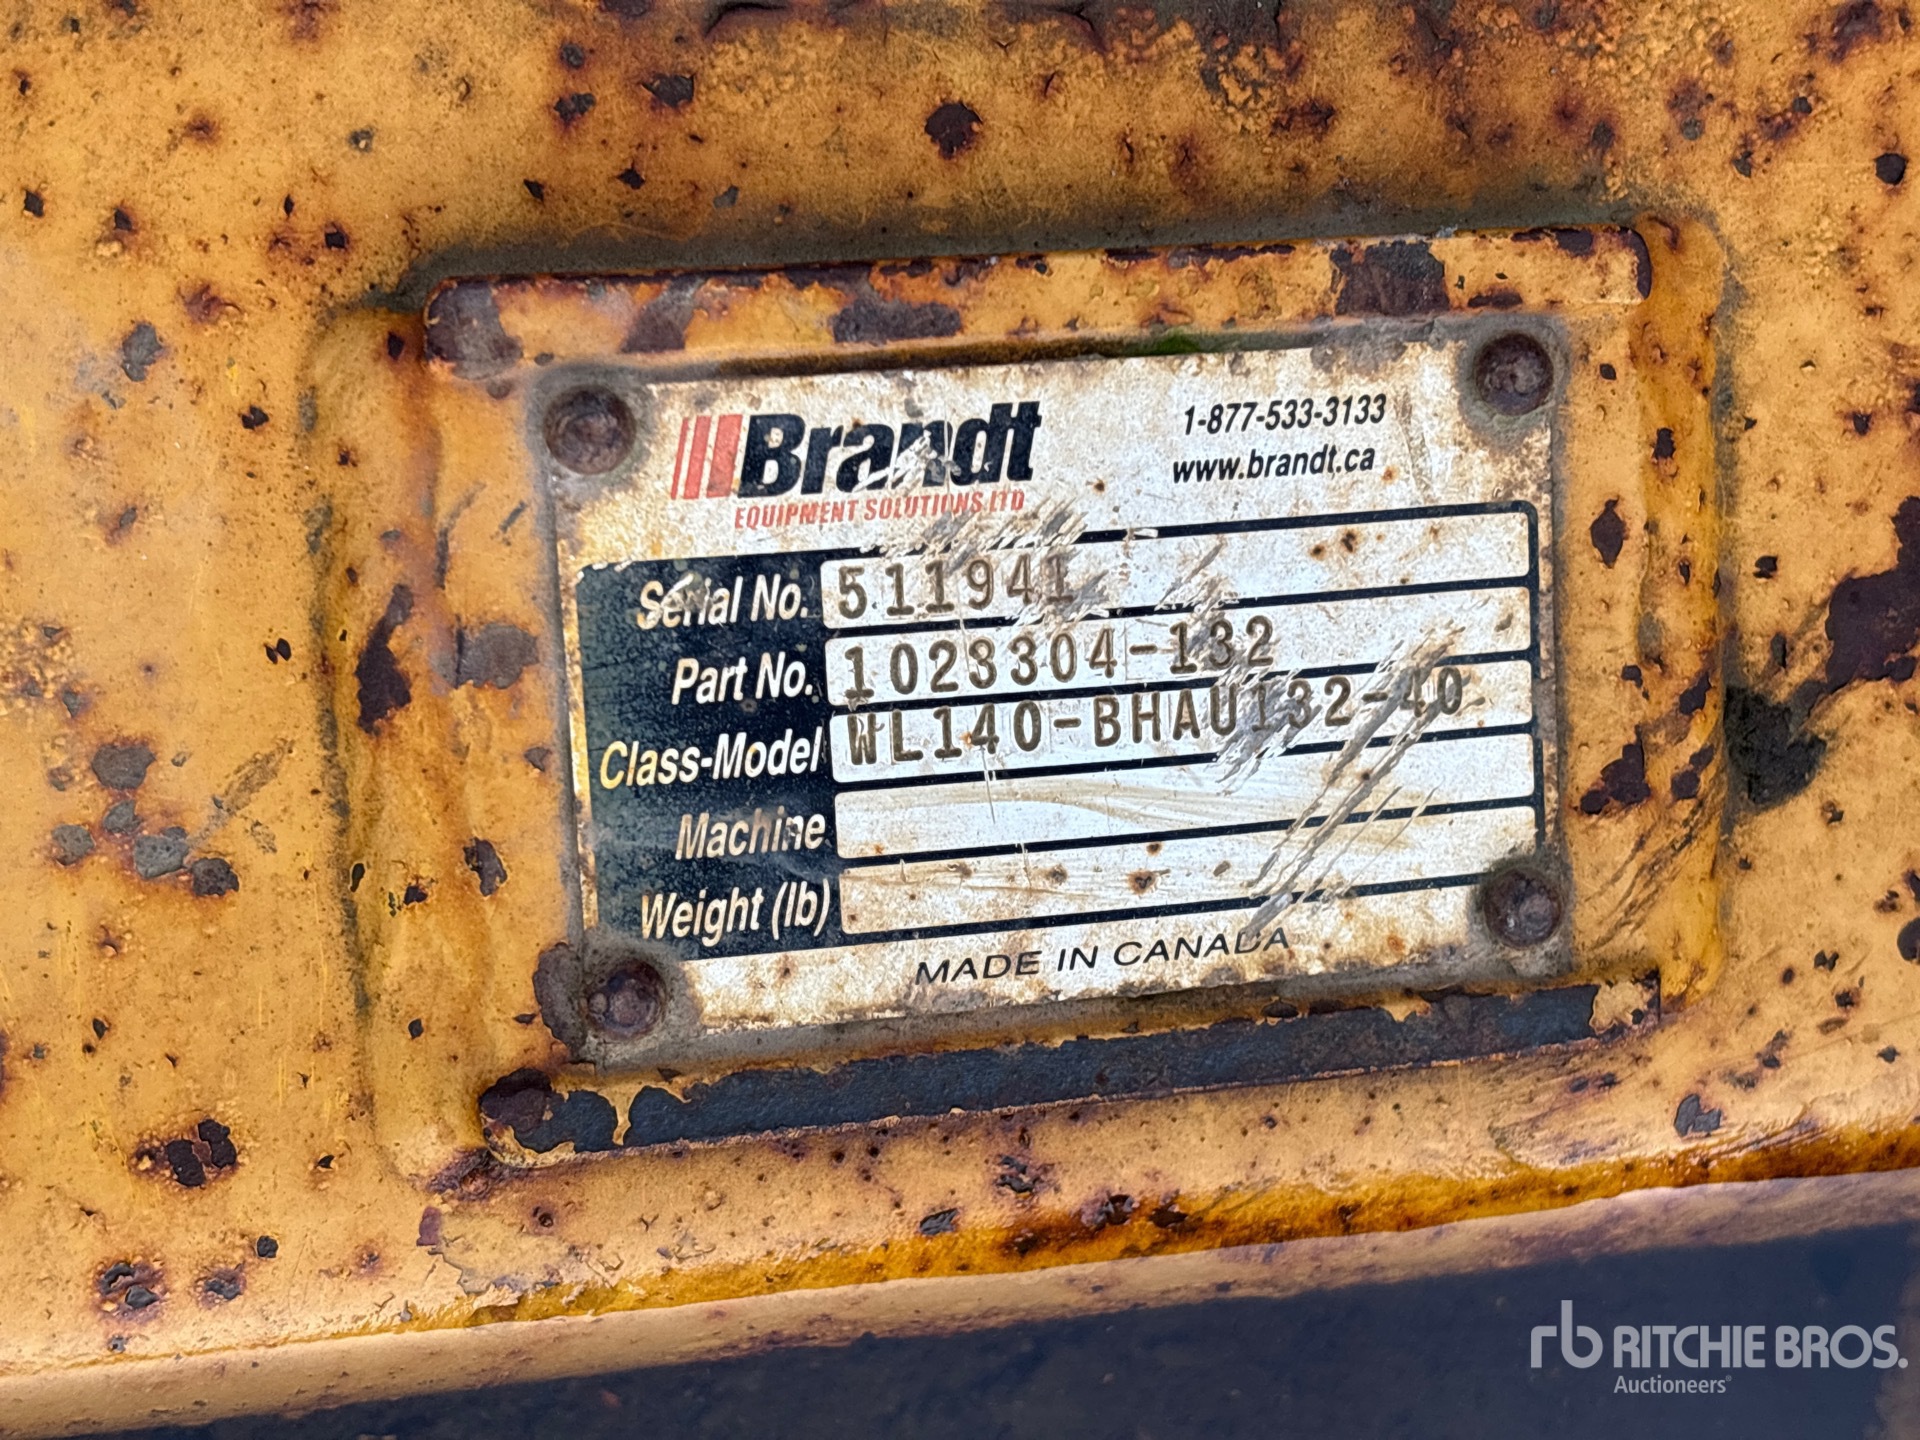 Brandt
EQUIPMENT SOLUTIONS LTD
1-877-533-3133
www.brandt.ca
Serial No. 511941
Part No. 1023304-132
Class-Model WL140-BHAU132-40
Machine
Weight (lb)
MADE IN CANADA
rb RITCHIE BROS.
Auctioneers®